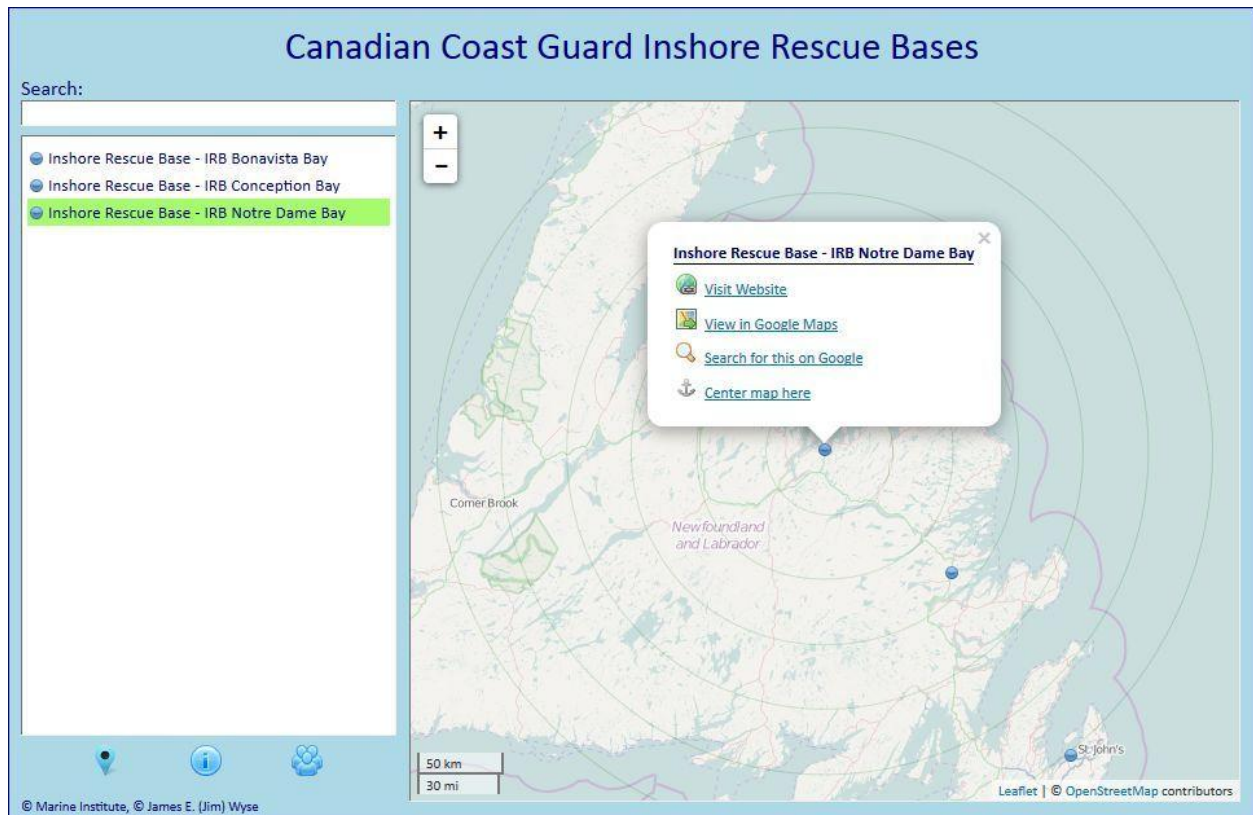 Canadian Coast Guard Inshore Rescue Bases
Search:
Inshore Rescue Base - IRB Bonavista Bay
Inshore Rescue Base - IRB Conception Bay
Inshore Rescue Base - IRB Notre Dame Bay
+
−
×
Inshore Rescue Base - IRB Notre Dame Bay
Visit Website
View in Google Maps
Search for this on Google
Center map here
Corner Brook
Newfoundland
and Labrador
St. John's
50 km
30 mi
Leaflet | © OpenStreetMap contributors
© Marine Institute, © James E. (Jim) Wyse